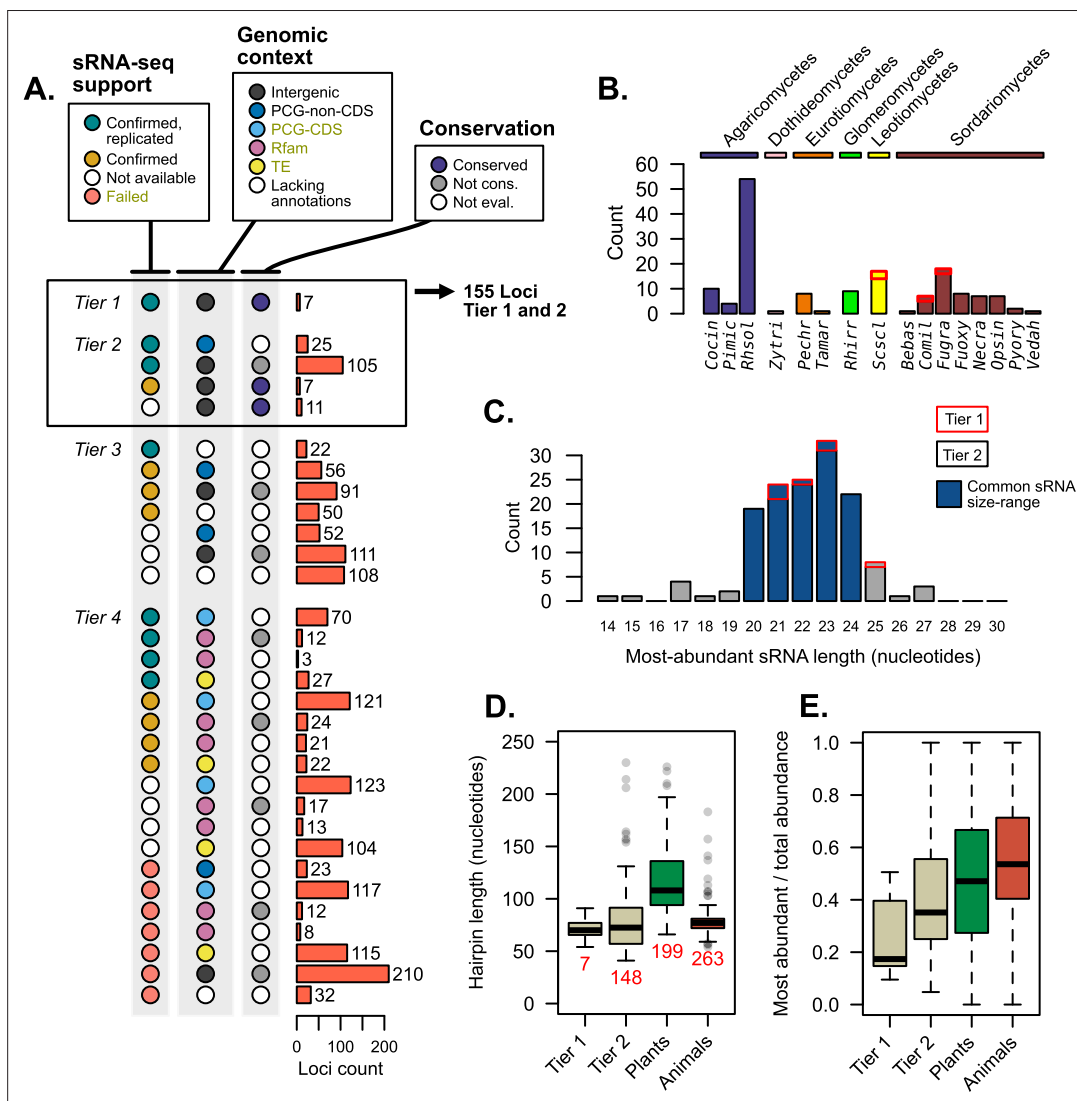 A.
sRNA-seq
support
Confirmed,
replicated
Confirmed
Not available
Failed
Genomic
context
Intergenic
PCG-non-CDS
PCG-CDS
Rfam
TE
Lacking
annotations
Conservation
Conserved
Not cons.
Not eval.
Tier 1
7
155 Loci
Tier 1 and 2
Tier 2
25
105
7
11
Tier 3
22
56
91
50
52
111
108
Tier 4
70
12
3
27
121
24
21
22
123
17
13
104
23
117
12
8
115
210
32
0 100 200
Loci count
B.
Agaricomycetes
Dothideomycetes
Eurotiomycetes
Glomeromycetes
Leotiomycetes
Sordariomycetes
Count
60
50
40
30
20
10
0
Cocin Pimic Rhsol Zytri Pechr Tamar Rhirr Scscl Bebas Comil Fugra Fuoxy Necra Opsin Pyory Vedah
C.
Count
30
25
20
15
10
5
0
14 15 16 17 18 19 20 21 22 23 24 25 26 27 28 29 30
Most-abundant sRNA length (nucleotides)
Tier 1
Tier 2
Common sRNA
size-range
D.
Hairpin length (nucleotides)
250
200
150
100
50
0
7 148 199 263
Tier 1 Tier 2 Plants Animals
E.
Most abundant / total abundance
1.0
0.8
0.6
0.4
0.2
0.0
Tier 1 Tier 2 Plants Animals